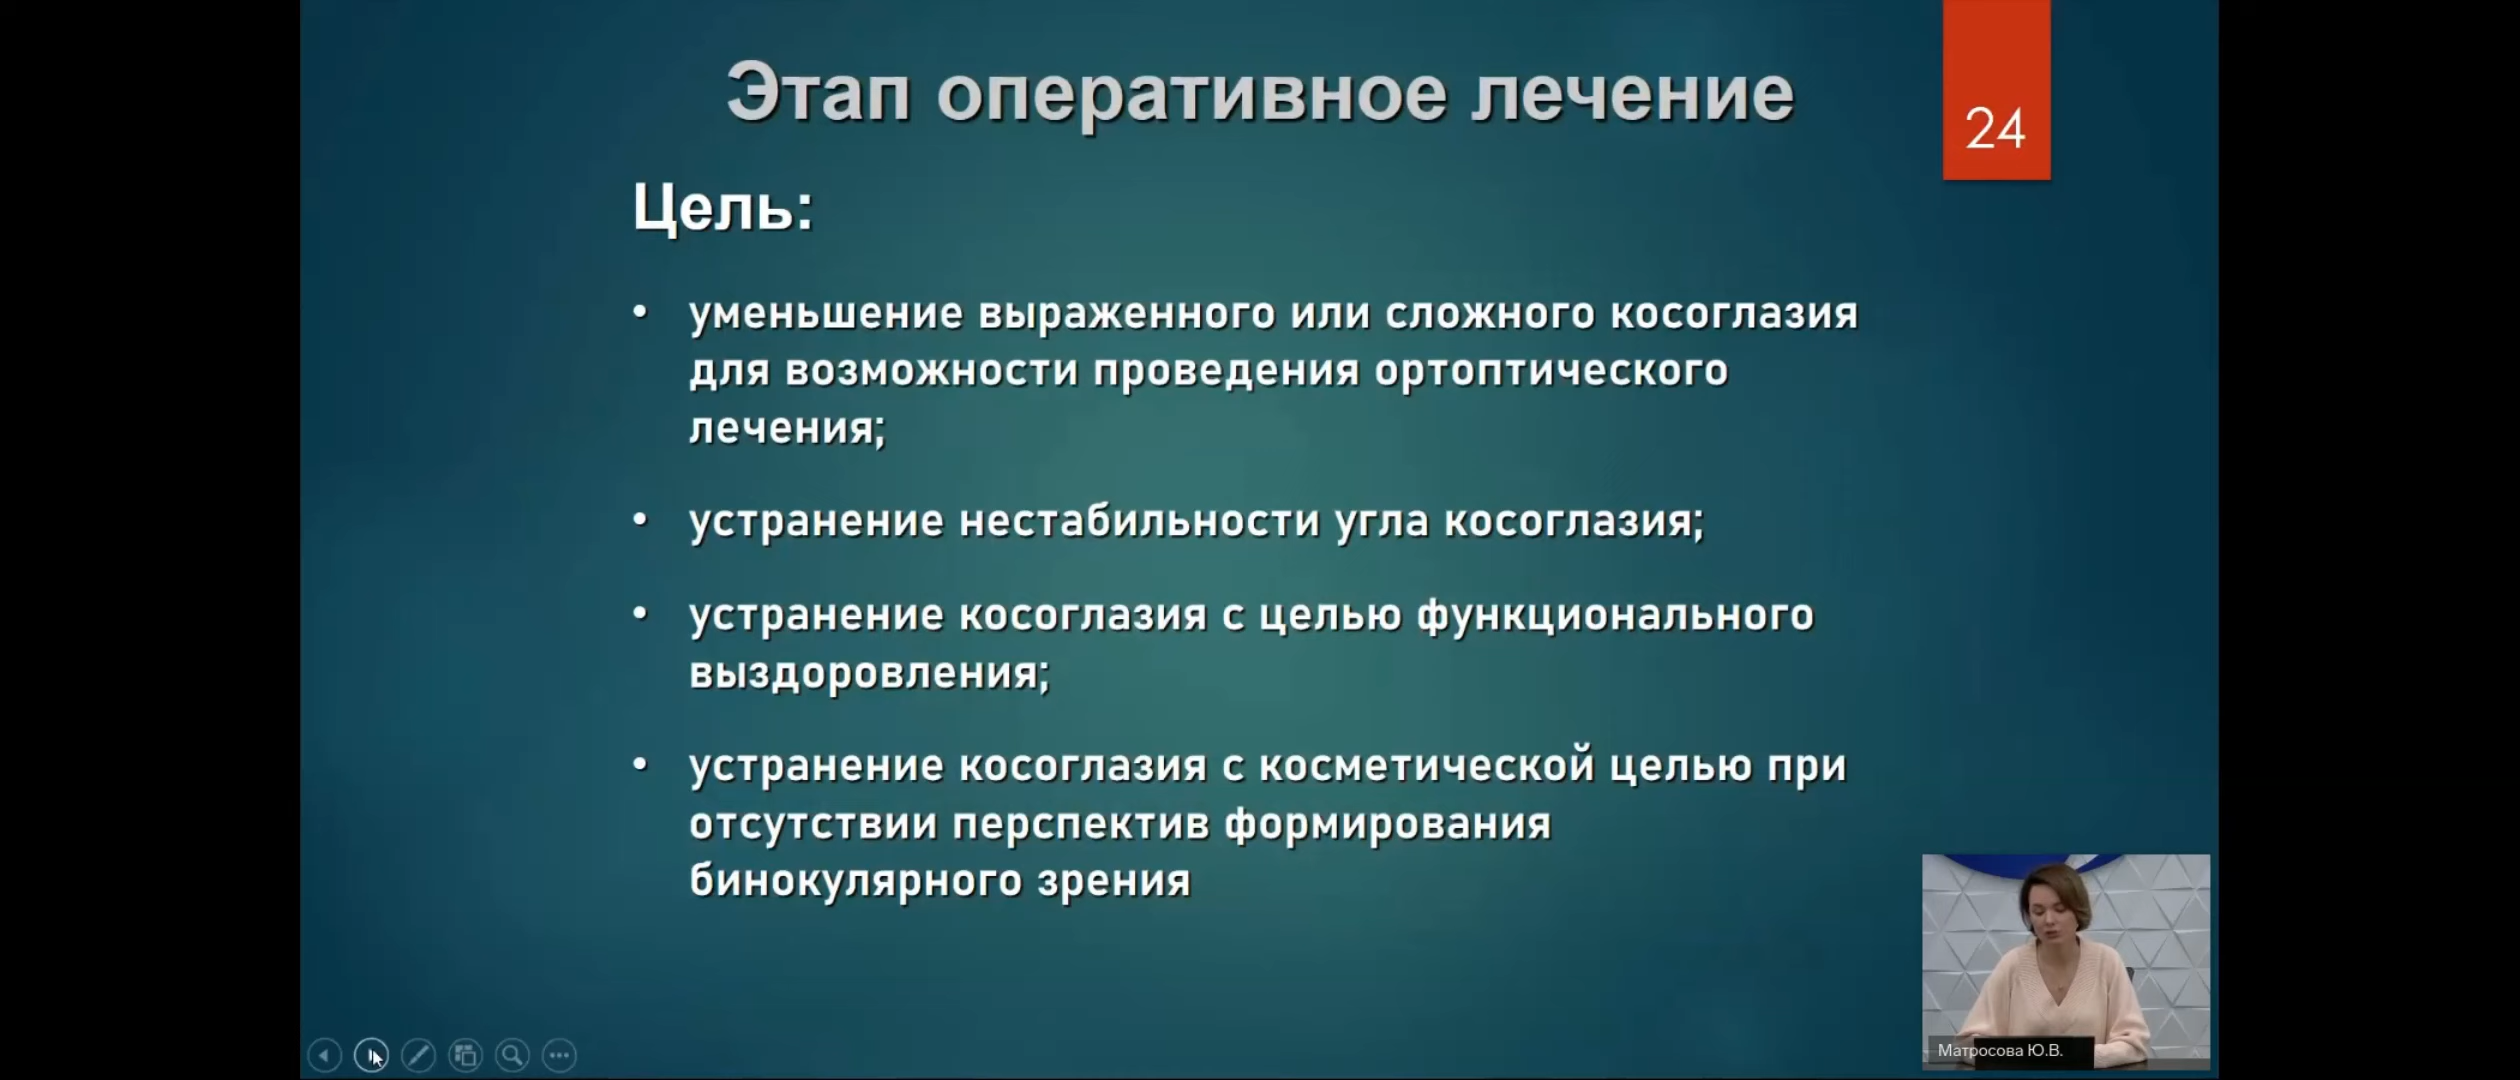 Этап оперативное лечение
24
Цель:
• уменьшение выраженного или сложного косоглазия
для возможности проведения ортоптического
лечения;
• устранение нестабильности угла косоглазия;
• устранение косоглазия с целью функционального
выздоровления;
• устранение косоглазия с косметической целью при
отсутствии перспектив формирования
бинокулярного зрения
Матросова Ю.В.